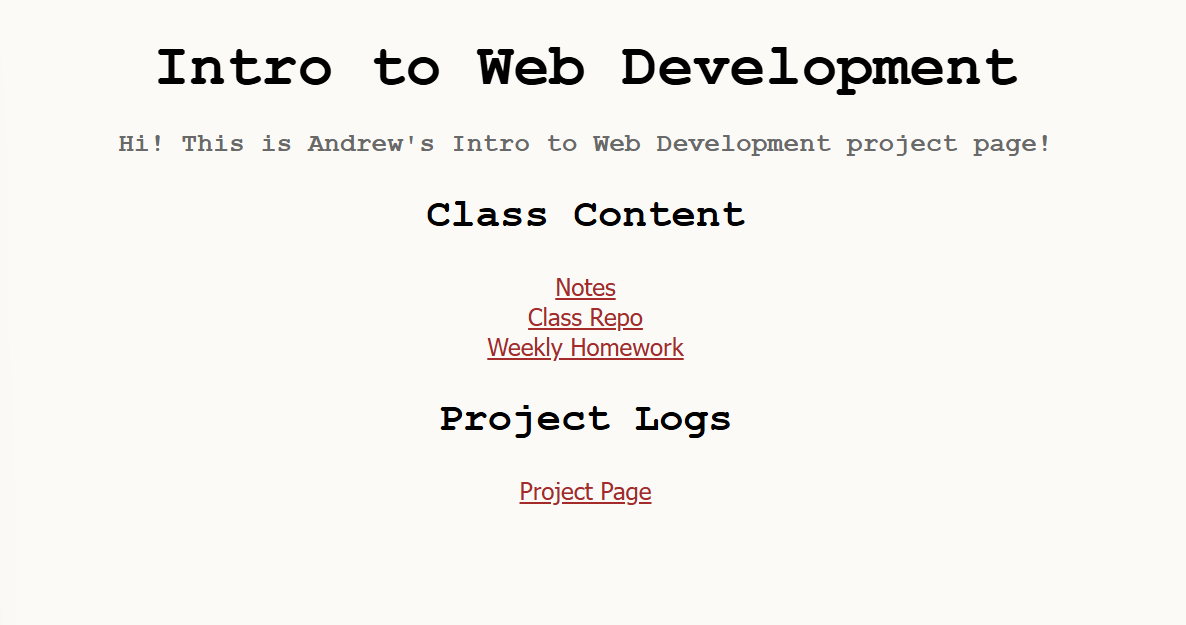 Intro to Web Development
Hi! This is Andrew's Intro to Web Development project page!
Class Content
Notes
Class Repo
Weekly Homework
Project Logs
Project Page